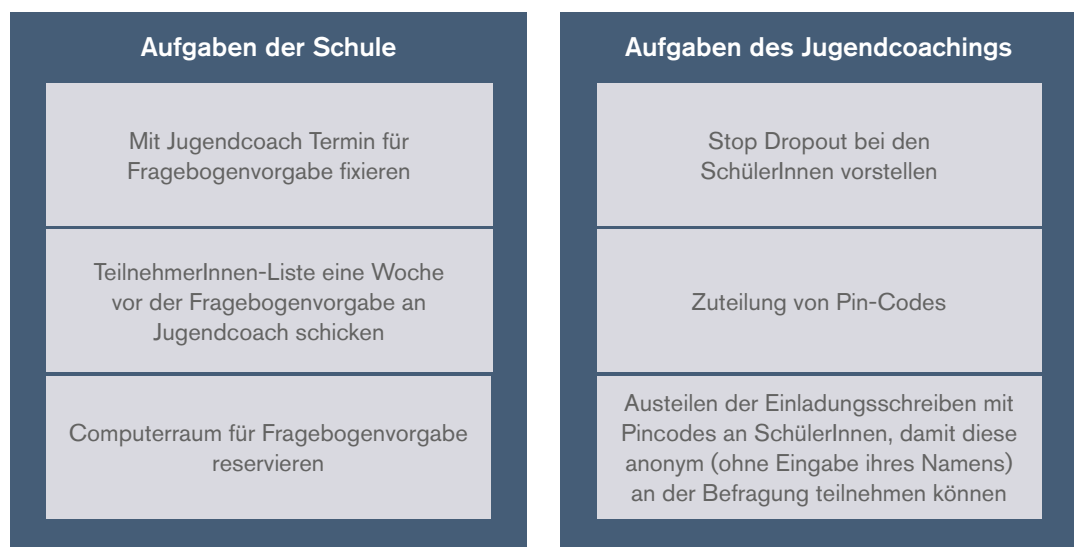 Aufgaben der Schule
Mit Jugendcoach Termin für
Fragebogenvorgabe fixieren
TeilnehmerInnen-Liste eine Woche
vor der Fragebogenvorgabe an
Jugendcoach schicken
Computerraum für Fragebogenvorgabe
reservieren
Aufgaben des Jugendcoachings
Stop Dropout bei den
SchülerInnen vorstellen
Zuteilung von Pin-Codes
Austeilen der Einladungsschreiben mit
Pincodes an SchülerInnen, damit diese
anonym (ohne Eingabe ihres Namens)
an der Befragung teilnehmen können